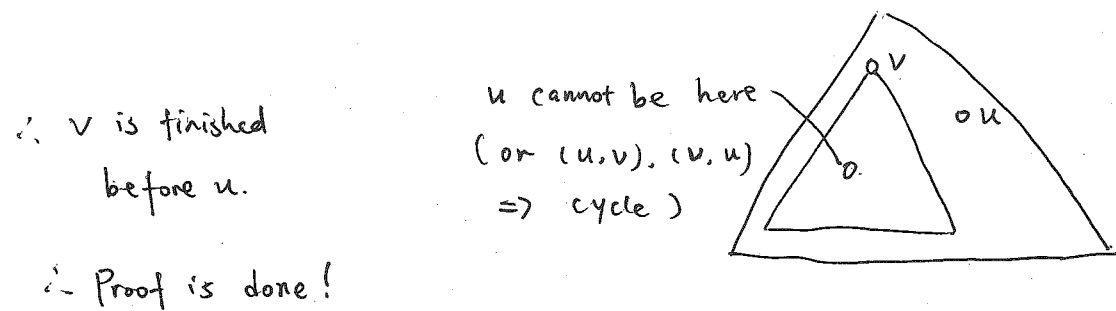 ∴ v is finished
before u.
∴ Proof is done!
u cannot be here
(or (u,v), (v,u)
=> cycle)
v
u